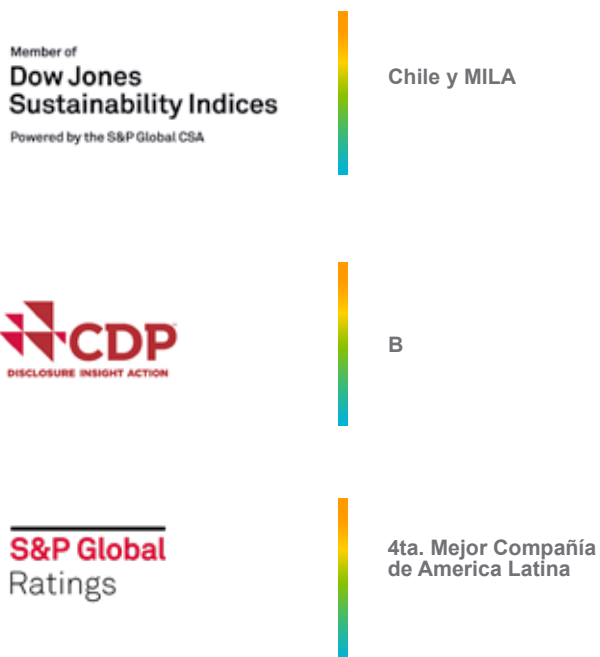 Member of
Dow Jones
Sustainability Indices
Powered by the S&P Global CSA
Chile y MILA
CDP
DISCLOSURE INSIGHT ACTION
B
S&P Global
Ratings
4ta. Mejor Compañía
de America Latina